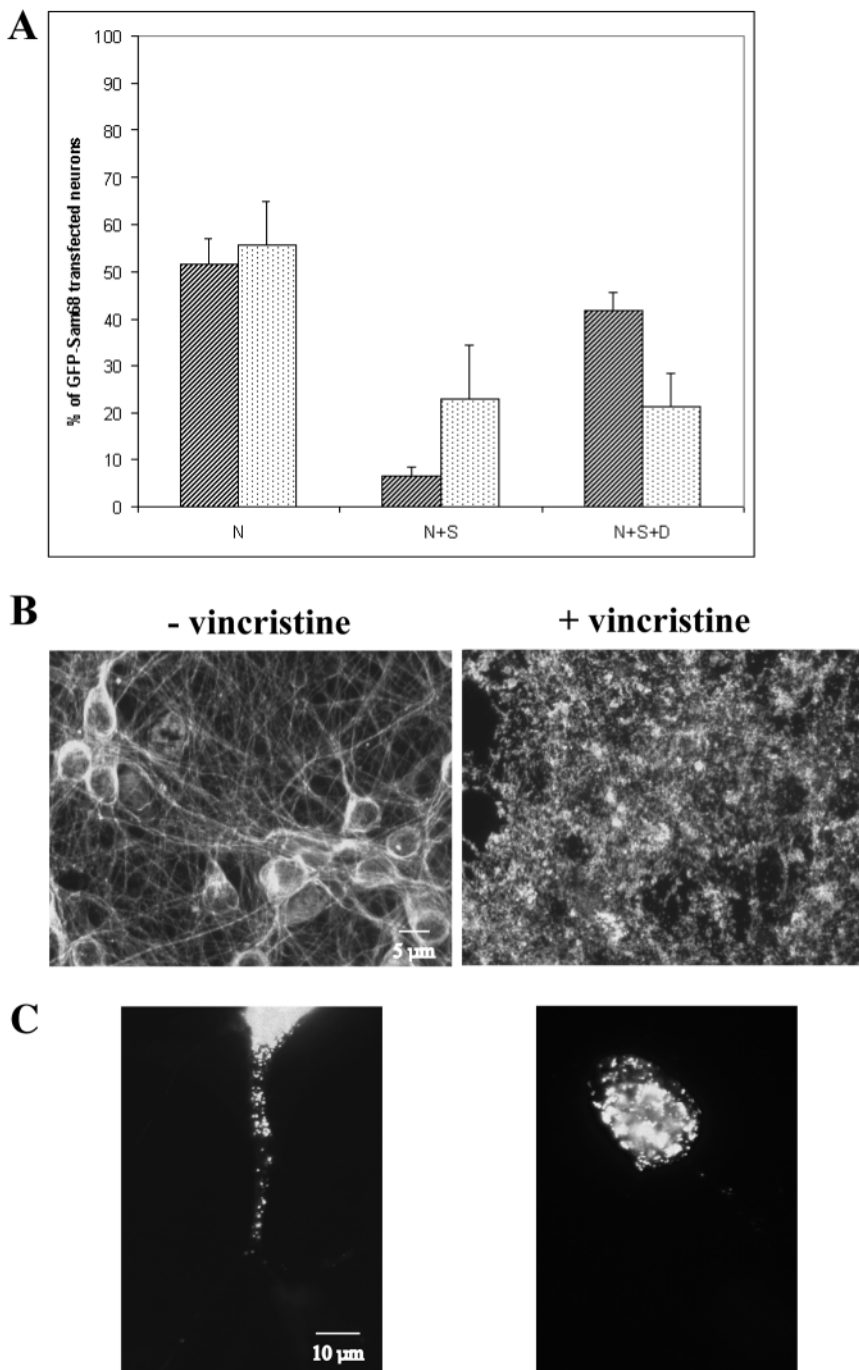 A
% of GFP-Sam68 transfected neurons
100
90
80
70
60
50
40
30
20
10
0
N
N+S
N+S+D
B
- vincristine
+ vincristine
5 µm
C
10 µm